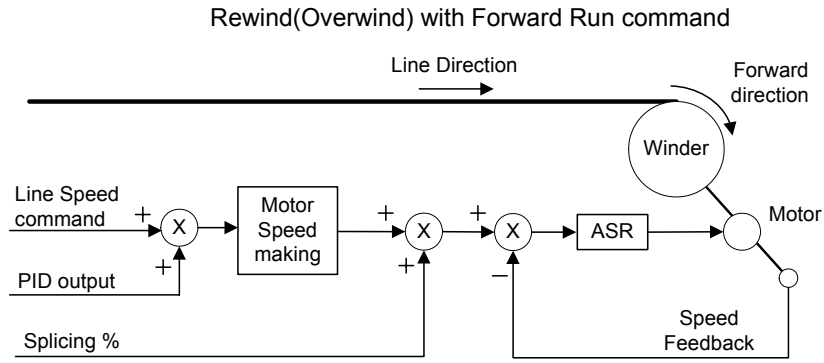 Rewind(Overwind) with Forward Run command
Line Direction
Forward
direction
Winder
Line Speed
command
+
X
+
Motor
Speed
making
+
X
+
+
X
−
ASR
Motor
PID output
Splicing %
Speed
Feedback